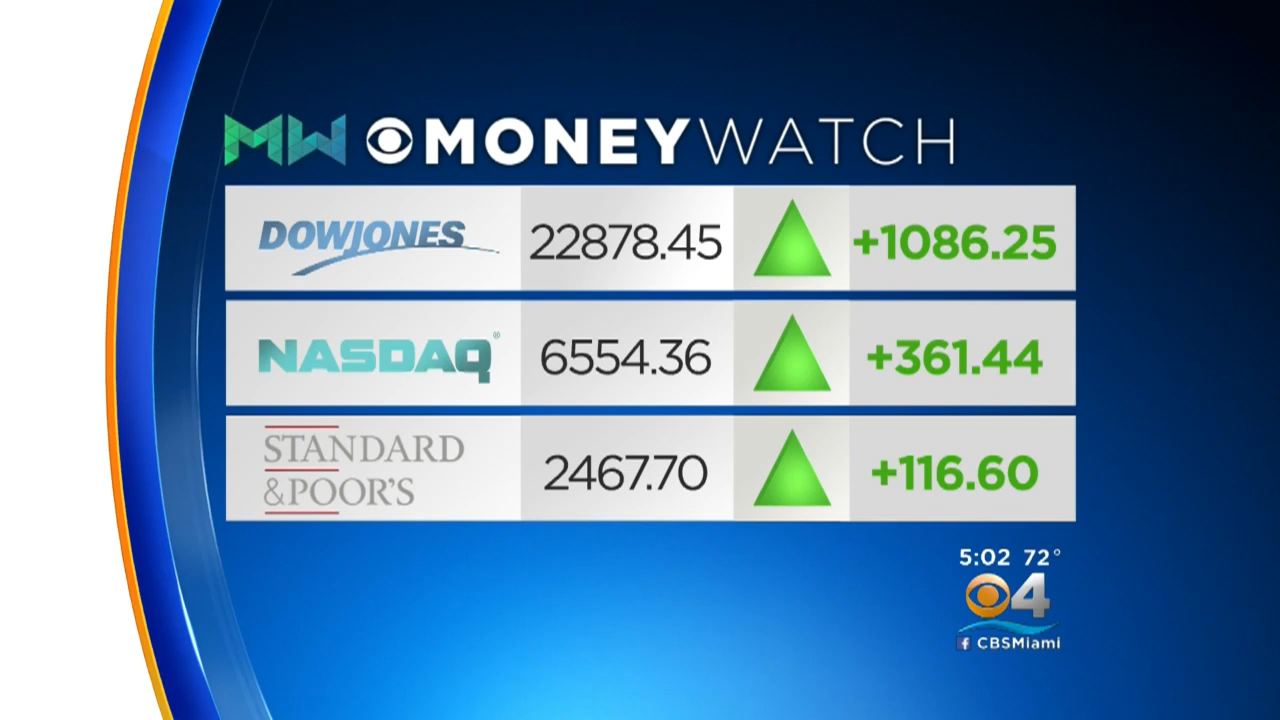 MW MONEYWATCH
DOWJONES 22878.45 +1086.25
NASDAQ® 6554.36 +361.44
STANDARD
&POOR'S 2467.70 +116.60
5:02 72°
4
f CBSMiami